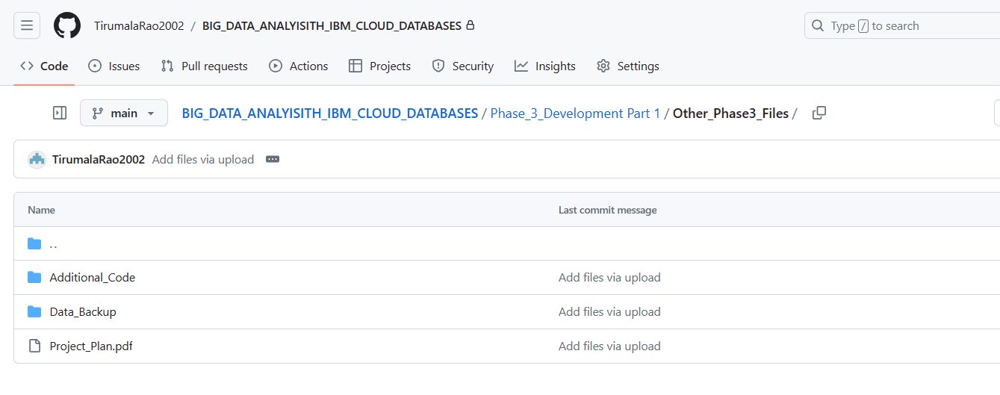 TirumalaRao2002 / BIG_DATA_ANALYISITH_IBM_CLOUD_DATABASES
Type / to search
Code Issues Pull requests Actions Projects Security Insights Settings
main BIG_DATA_ANALYISITH_IBM_CLOUD_DATABASES / Phase_3_Development Part 1 / Other_Phase3_Files /
TirumalaRao2002 Add files via upload
Name Last commit message
..
Additional_Code Add files via upload
Data_Backup Add files via upload
Project_Plan.pdf Add files via upload